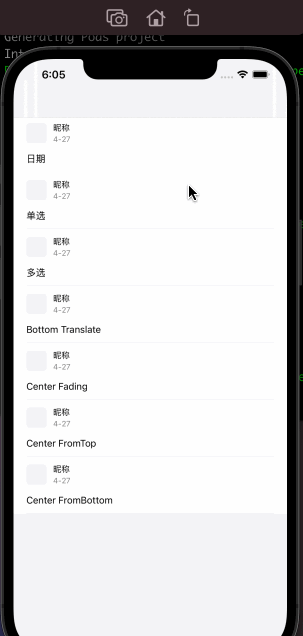 Generating Pods project
Int
6:05
昵称
4-27
日期
昵称
4-27
单选
昵称
4-27
多选
昵称
4-27
Bottom Translate
昵称
4-27
Center Fading
昵称
4-27
Center FromTop
昵称
4-27
Center FromBottom